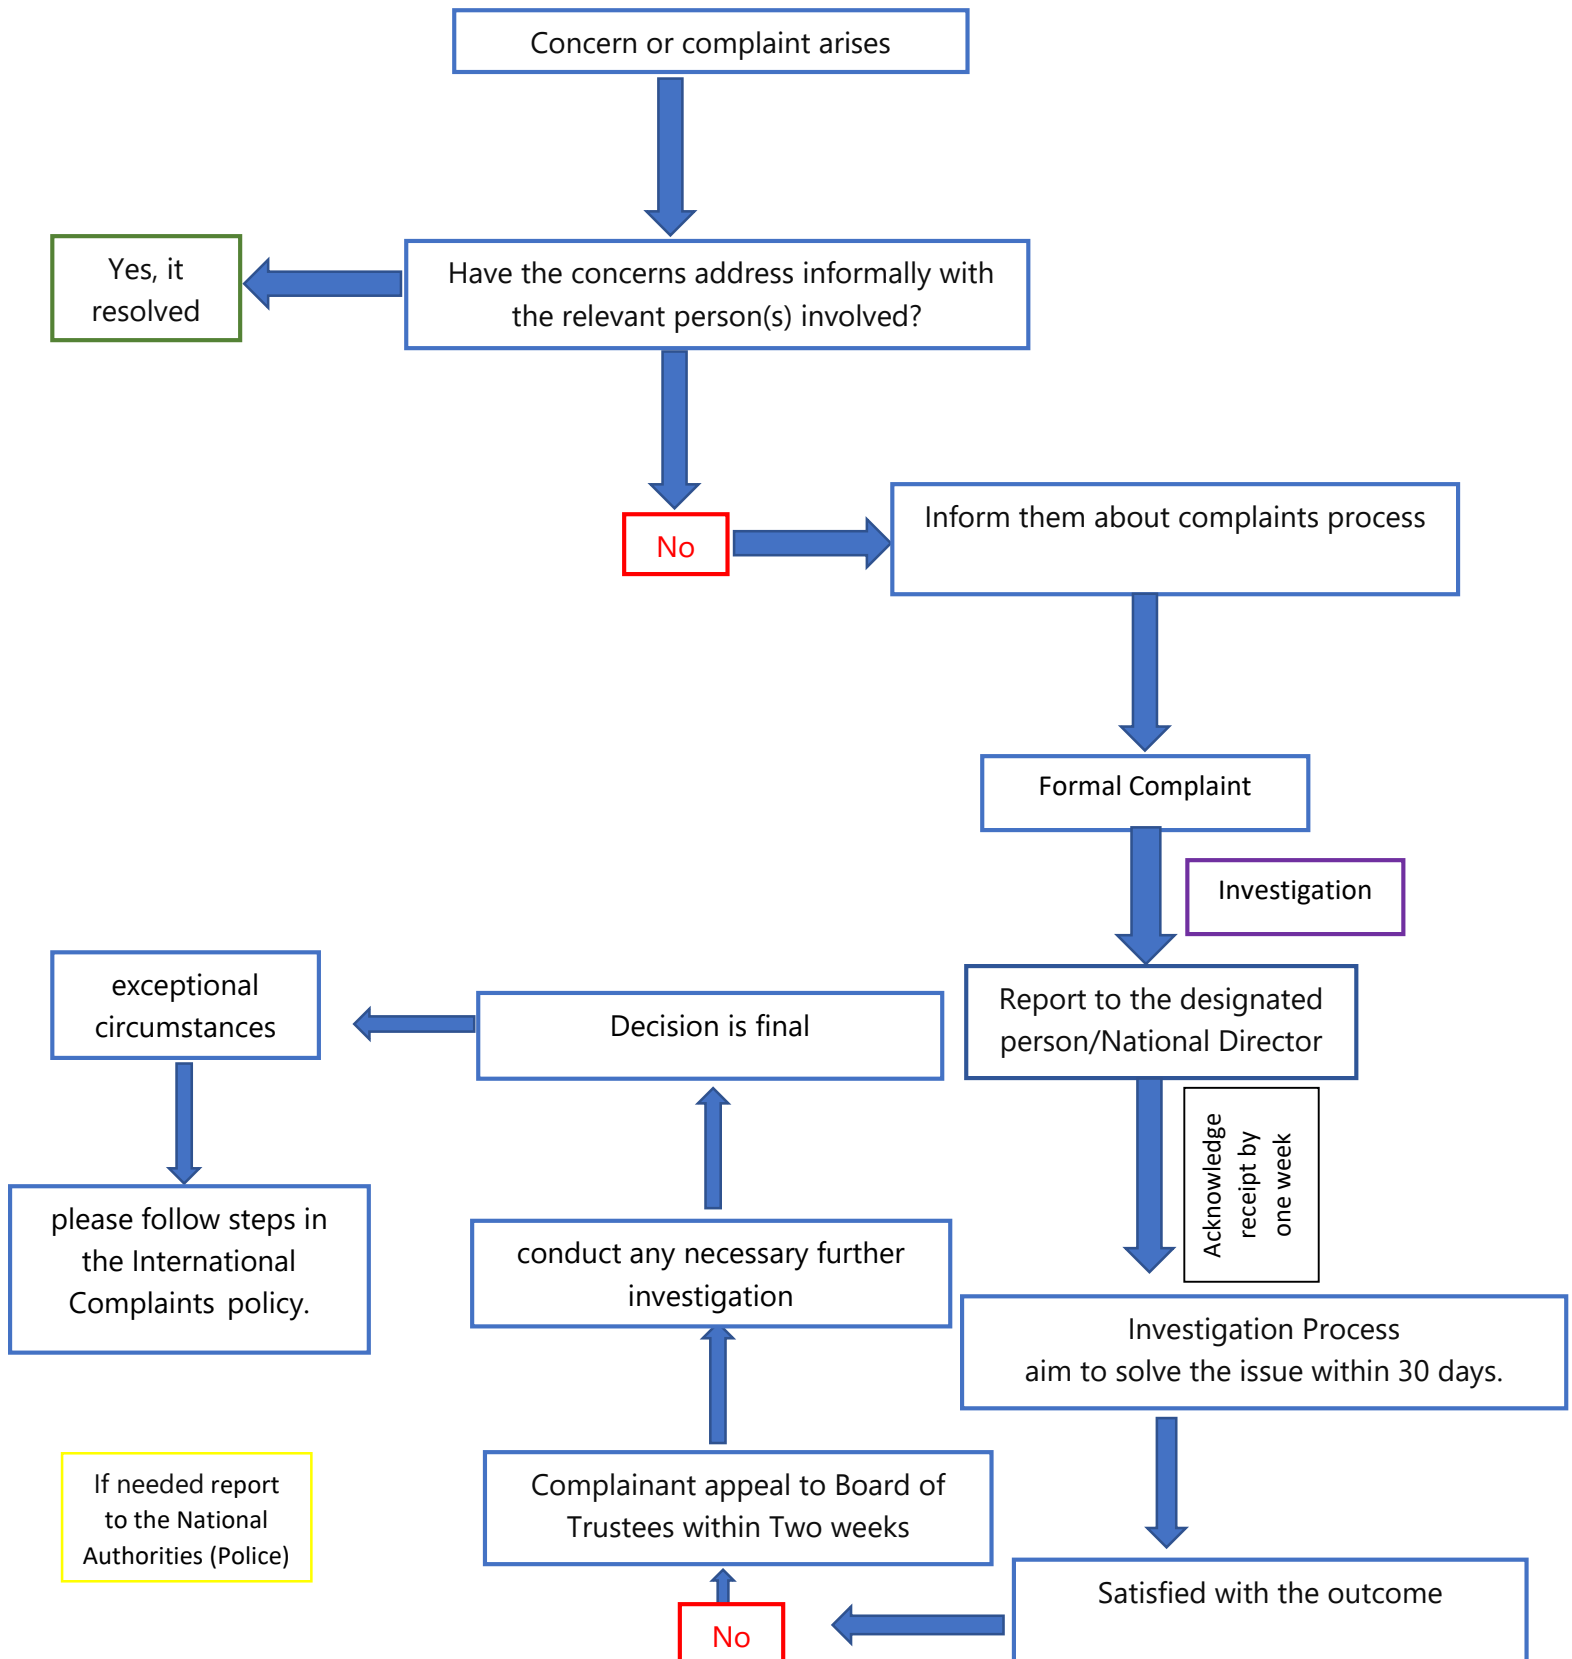 Concern or complaint arises
Yes, it
resolved
Have the concerns address informally with
the relevant person(s) involved?
No
Inform them about complaints process
Formal Complaint
Investigation
Report to the designated
person/National Director
Acknowledge
receipt by
one week
Investigation Process
aim to solve the issue within 30 days.
Satisfied with the outcome
No
Complainant appeal to Board of
Trustees within Two weeks
conduct any necessary further
investigation
Decision is final
exceptional
circumstances
please follow steps in
the International
Complaints policy.
If needed report
to the National
Authorities (Police)